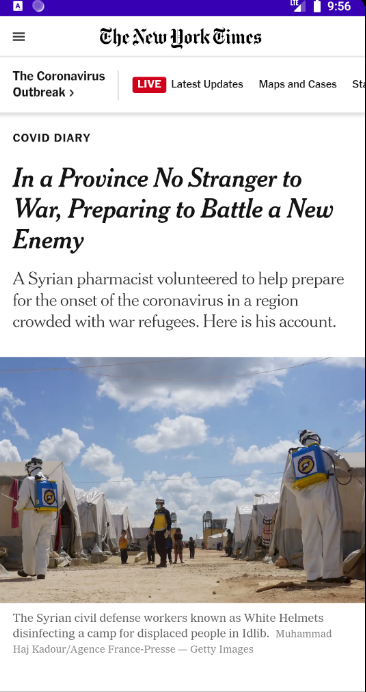 A
LTE 9:56
The New York Times
The Coronavirus
Outbreak >
LIVE Latest Updates Maps and Cases Sta
COVID DIARY
In a Province No Stranger to
War, Preparing to Battle a New
Enemy
A Syrian pharmacist volunteered to help prepare
for the onset of the coronavirus in a region
crowded with war refugees. Here is his account.
The Syrian civil defense workers known as White Helmets
disinfecting a camp for displaced people in Idlib. Muhammad
Haj Kadour/Agence France-Presse — Getty Images